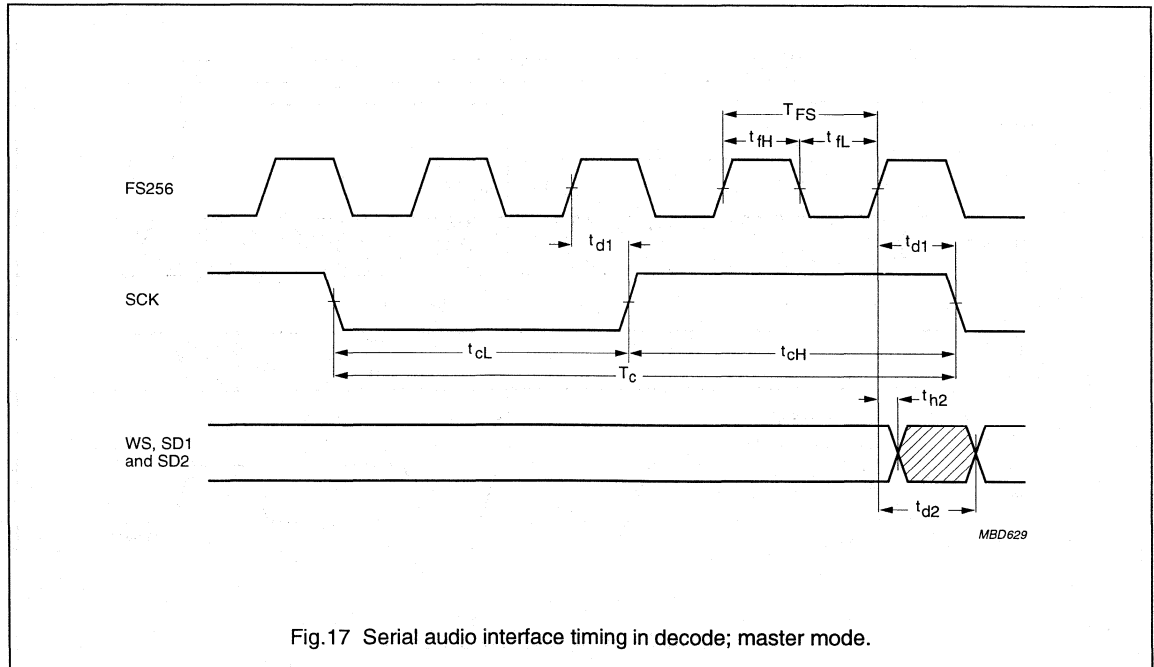 T FS
t fH
t fL
FS256
t d1
t d1
SCK
t cL
t cH
T c
t h2
WS, SD1
and SD2
t d2
MBD629
Fig.17 Serial audio interface timing in decode; master mode.